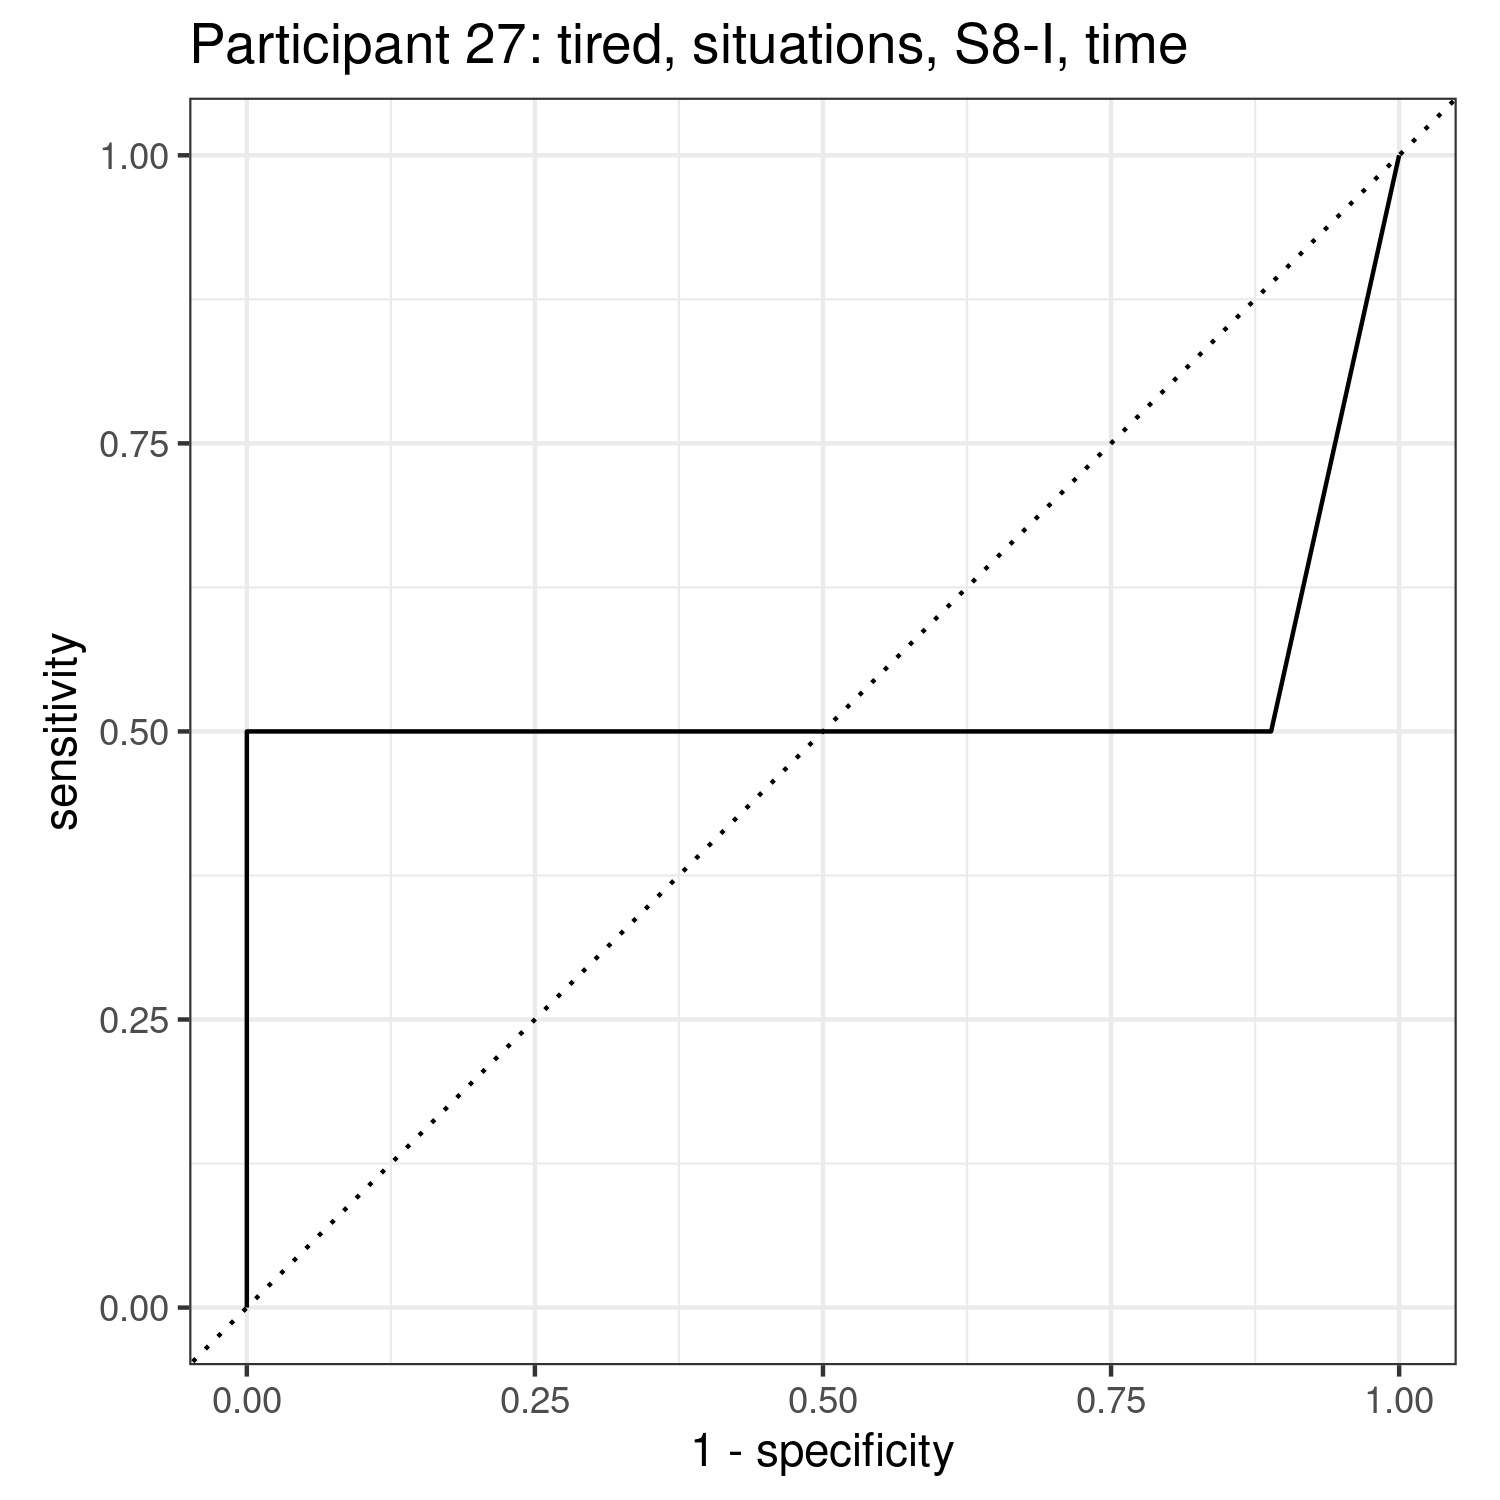 Participant 27: tired, situations, S8-I, time
sensitivity
1.00
0.75
0.50
0.25
0.00
0.00 0.25 0.50 0.75 1.00
1 - specificity